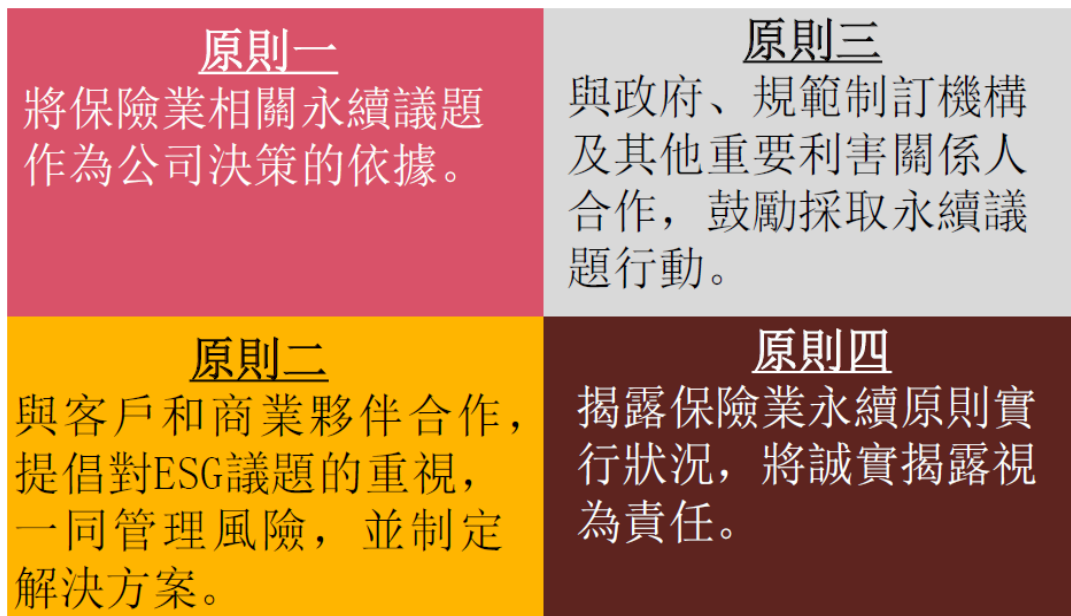 原則一
將保險業相關永續議題
作為公司決策的依據。
原則二
與客戶和商業夥伴合作，
提倡對ESG議題的重視，
一同管理風險，並制定
解決方案。
原則三
與政府、規範制訂機構
及其他重要利害關係人
合作，鼓勵採取永續議
題行動。
原則四
揭露保險業永續原則實
行狀況，將誠實揭露視
為責任。